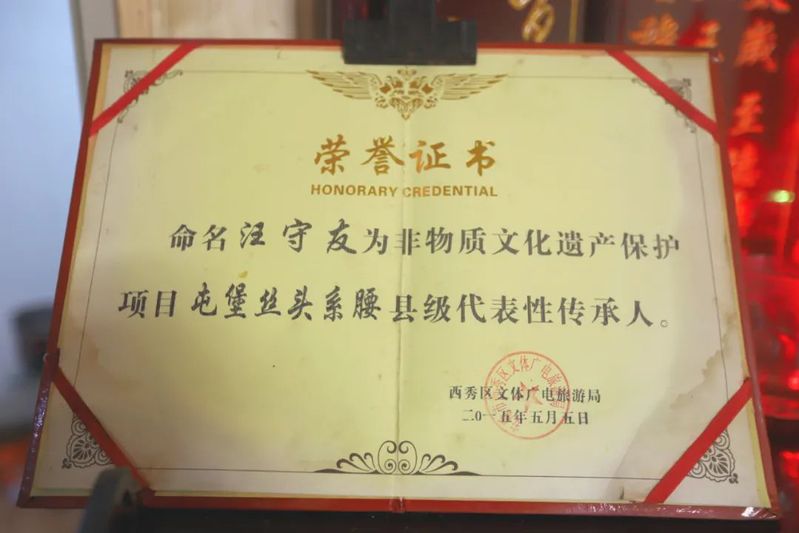 荣誉证书
HONORARY CREDENTIAL
命名汪守友为非物质文化遗产保护
项目屯堡丝头系腰县级代表性传承人。
西秀区文体广电旅游局
二〇一五年五月五日